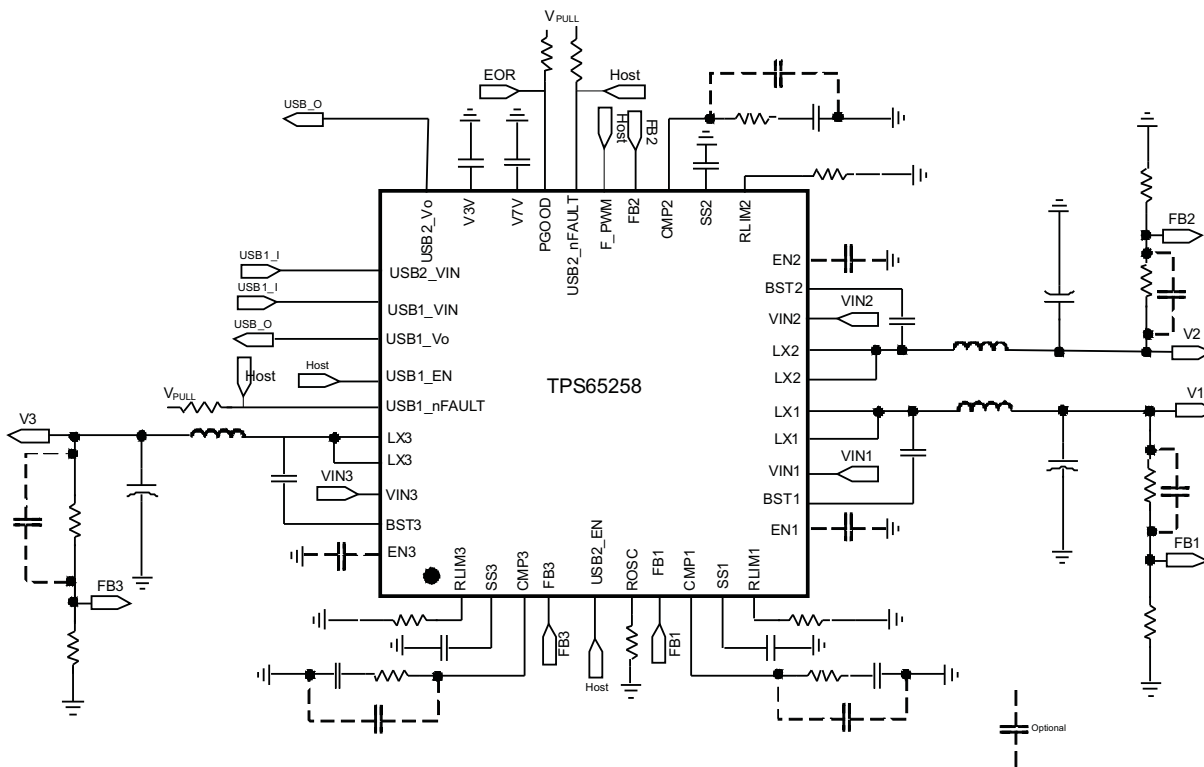 VPULL
EOR
Host
USB_O
Host
FB2
USB2_Vo
V3V
V7V
PGOOD
USB2_nFAULT
F_PWM
FB2
CMP2
SS2
RLIM2
USB1_I
USB2_VIN
USB1_I
USB1_VIN
USB_O
USB1_Vo
Host
Host
USB1_EN
VPULL
USB1_nFAULT
V3
LX3
LX3
VIN3
VIN3
BST3
EN3
FB3
TPS65258
EN2
BST2
VIN2
VIN2
LX2
LX2
LX1
LX1
VIN1
VIN1
BST1
EN1
FB2
V2
V1
FB1
RLIM3
SS3
CMP3
FB3
USB2_EN
ROSC
FB1
CMP1
SS1
RLIM1
FB3
Host
FB1
Optional